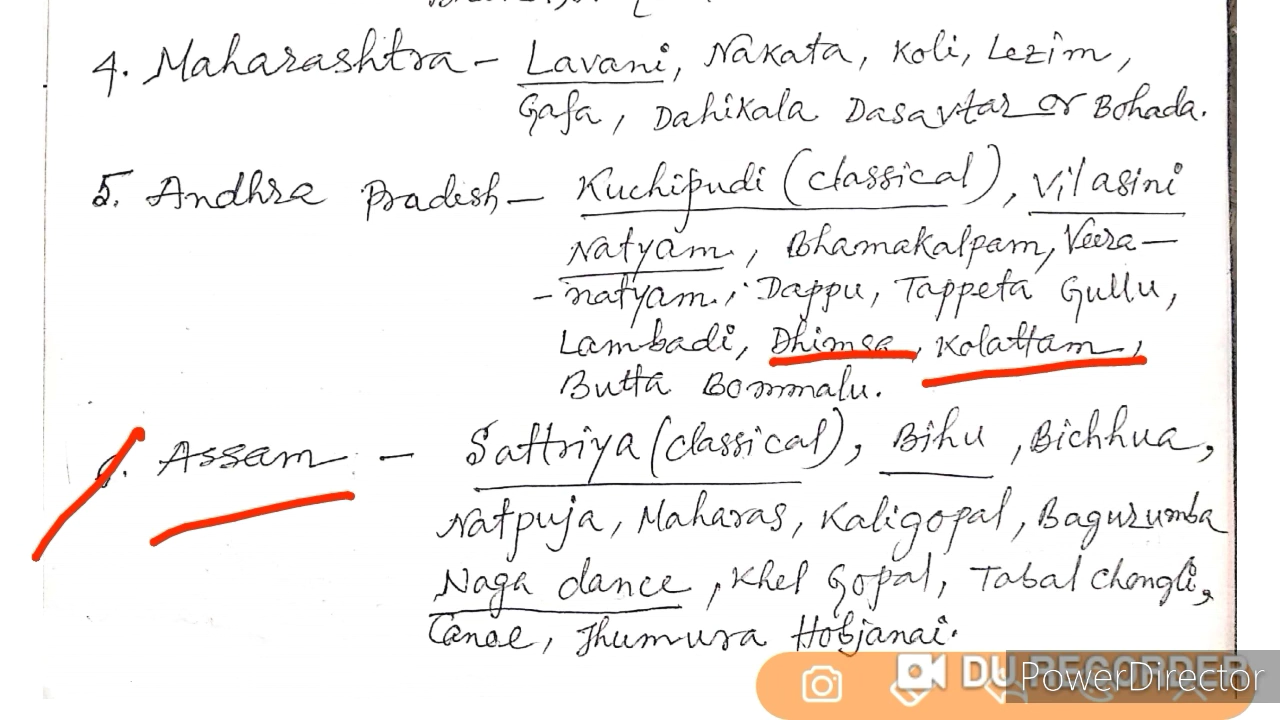 4. Maharashtra - Lavani, Nakata, Koli, Lezim,
Gafa, Dahikala Dasavtar or Bohada.
5. Andhra Pradesh - Kuchipudi (classical), Vilasini
Natyam, Bhamakalpam, Veera-
-natyam, Dappu, Tappeta Gullu,
Lambadi, Dhimsa, Kolattam,
Butta Bommalu.
Assam - Sattriya (classical), Bihu, Bichhua,
Natpuja, Maharas, Kaligopal, Bagurumba
Naga dance, Khel Gopal, Tabal Chongli,
Canoe, Jhumura Hobjanai.
DU RECORDER
PowerDirector